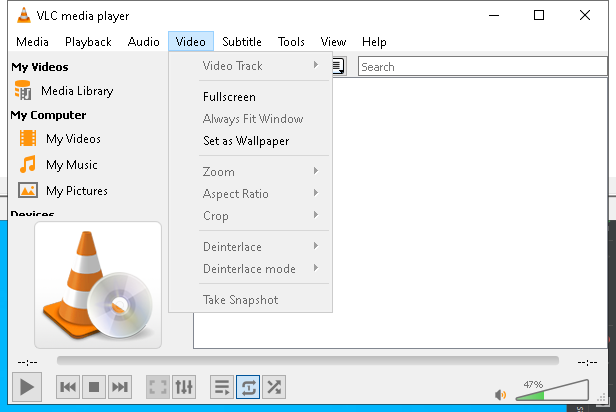 VLC media player
Media Playback Audio Video Subtitle Tools View Help
My Videos
Media Library
My Computer
My Videos
My Music
My Pictures
Devices
Video Track
Fullscreen
Always Fit Window
Set as Wallpaper
Zoom
Aspect Ratio
Crop
Deinterlace
Deinterlace mode
Take Snapshot
Search
--:-- --:--
47%